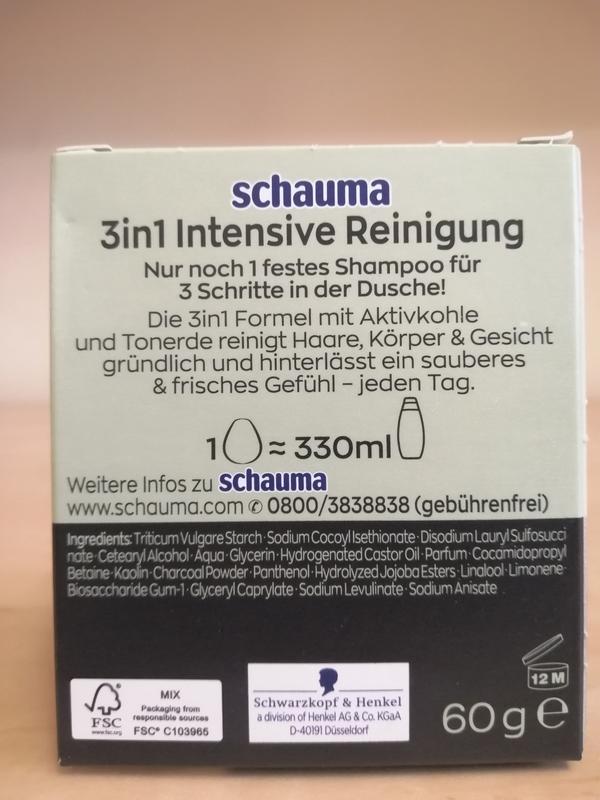 schauma
3in1 Intensive Reinigung
Nur noch 1 festes Shampoo für
3 Schritte in der Dusche!
Die 3in1 Formel mit Aktivkohle
und Tonerde reinigt Haare, Körper & Gesicht
gründlich und hinterlässt ein sauberes
& frisches Gefühl – jeden Tag.
1 ≈ 330ml
Weitere Infos zu schauma
www.schauma.com ✆ 0800/3838838 (gebührenfrei)
Ingredients: Triticum Vulgare Starch · Sodium Cocoyl Isethionate · Disodium Lauryl Sulfosucci
nate · Cetearyl Alcohol · Aqua · Glycerin · Hydrogenated Castor Oil · Parfum · Cocamidopropyl
Betaine · Kaolin · Charcoal Powder · Panthenol · Hydrolyzed Jojoba Esters · Linalool · Limonene ·
Biosaccharide Gum-1 · Glyceryl Caprylate · Sodium Levulinate · Sodium Anisate
12 M
FSC
www.fsc.org
MIX
Packaging from
responsible sources
FSC® C103965
Schwarzkopf & Henkel
a division of Henkel AG & Co. KGaA
D-40191 Düsseldorf
60 g ℮